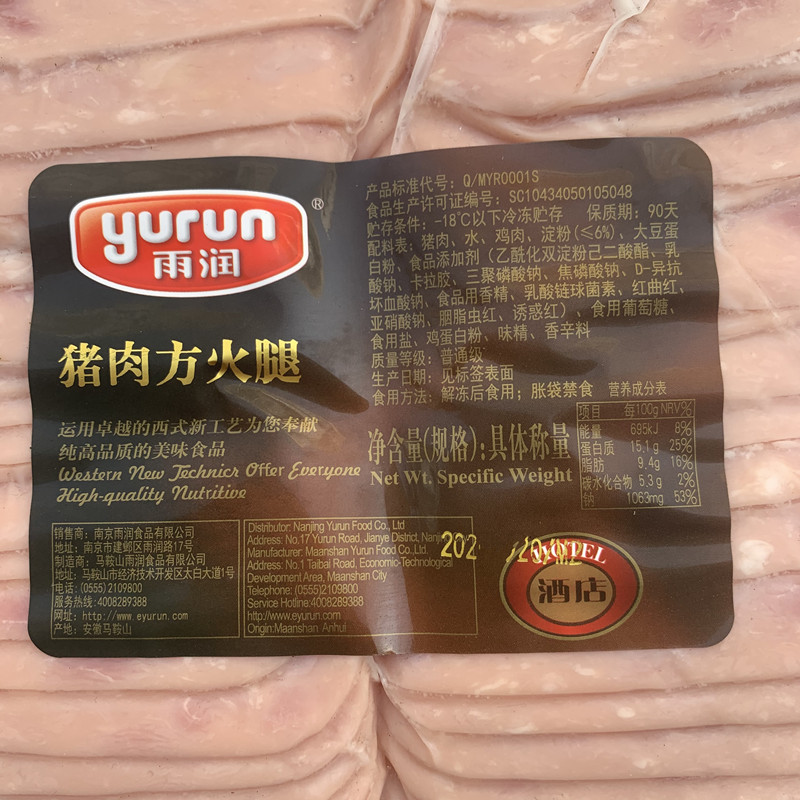 yurun
®
雨润
猪肉方火腿
运用卓越的西式新工艺为您奉献
纯高品质的美味食品
Western New Technics Offer Everyone
High-quality Nutritive
产品标准代号: Q/MYR0001S
食品生产许可证编号: SC10434050105048
贮存条件: -18℃以下冷冻贮存 保质期: 90天
配料表: 猪肉、水、鸡肉、淀粉(≤6%)、大豆蛋
白粉、食品添加剂 (乙酰化双淀粉己二酸酯、乳
酸钠、卡拉胶、三聚磷酸钠、焦磷酸钠、D-异抗
坏血酸钠、食品用香精、乳酸链球菌素、红曲红、
亚硝酸钠、胭脂虫红、诱惑红)、食用葡萄糖、
食用盐、鸡蛋白粉、味精、香辛料
质量等级: 普通级
生产日期: 见标签表面
食用方法: 解冻后食用; 胀袋禁食
净含量(规格): 具体称量
Net Wt. Specific Weight
营养成分表
项目 每100g NRV%
能量 695kJ 8%
蛋白质 15.1g 25%
脂肪 9.4g 16%
碳水化合物 5.3g 2%
钠 1063mg 53%
销售商: 南京雨润食品有限公司
地址: 南京市建邺区雨润路17号
制造商: 马鞍山雨润食品有限公司
地址: 马鞍山市经济技术开发区太白大道1号
电话: (0555)2109800
服务热线: 4008289388
网址: http://www.eyurun.com
产地: 安徽马鞍山
Distributor: Nanjing Yurun Food Co., Ltd
Address: No.17 Yurun Road, Jianye District, Nanjing
Manufacturer: Maanshan Yurun Food Co.,Ltd.
Address: No.1 Taibai Road, Economic-Technological
Development Area, Maanshan City
Telephone: (0555)2109800
Service Hotline:4008289388
http://www.eyurun.com
Origin:Maanshan Anhui
202
HOTEL
酒店